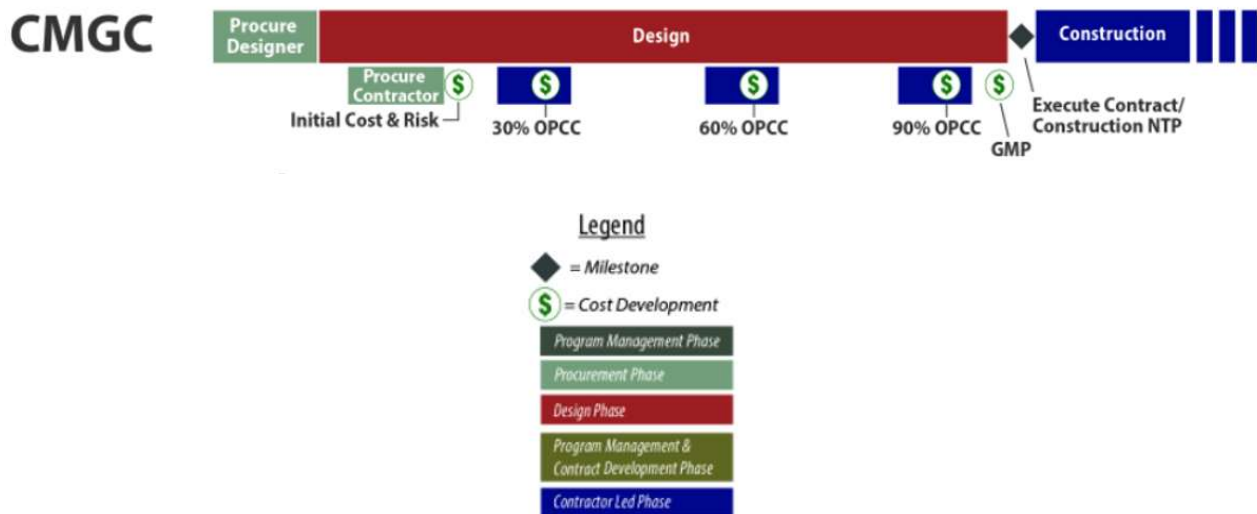 CMGC
Procure
Designer
Design
Construction
Procure
Contractor
$
$
$
$
$
Initial Cost & Risk
30% OPCC
60% OPCC
90% OPCC
GMP
Execute Contract/
Construction NTP
Legend
= Milestone
$ = Cost Development
Program Management Phase
Procurement Phase
Design Phase
Program Management &
Contract Development Phase
Contractor Led Phase